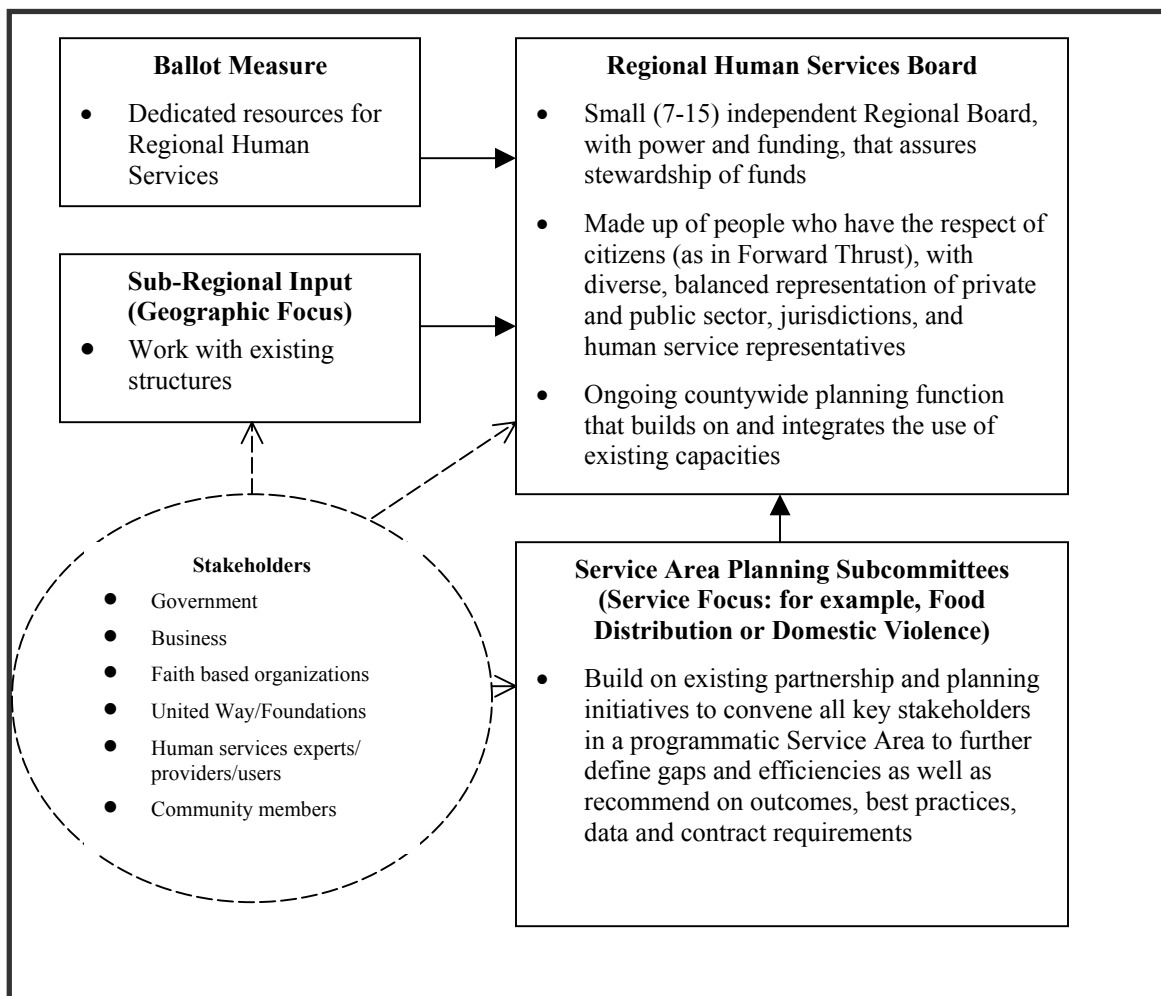 Ballot Measure
• Dedicated resources for
Regional Human
Services
Sub-Regional Input
(Geographic Focus)
• Work with existing
structures
Regional Human Services Board
• Small (7-15) independent Regional Board,
with power and funding, that assures
stewardship of funds
• Made up of people who have the respect of
citizens (as in Forward Thrust), with
diverse, balanced representation of private
and public sector, jurisdictions, and
human service representatives
• Ongoing countywide planning function
that builds on and integrates the use of
existing capacities
Stakeholders
• Government
• Business
• Faith based organizations
• United Way/Foundations
• Human services experts/
providers/users
• Community members
Service Area Planning Subcommittees
(Service Focus: for example, Food
Distribution or Domestic Violence)
• Build on existing partnership and planning
initiatives to convene all key stakeholders
in a programmatic Service Area to further
define gaps and efficiencies as well as
recommend on outcomes, best practices,
data and contract requirements